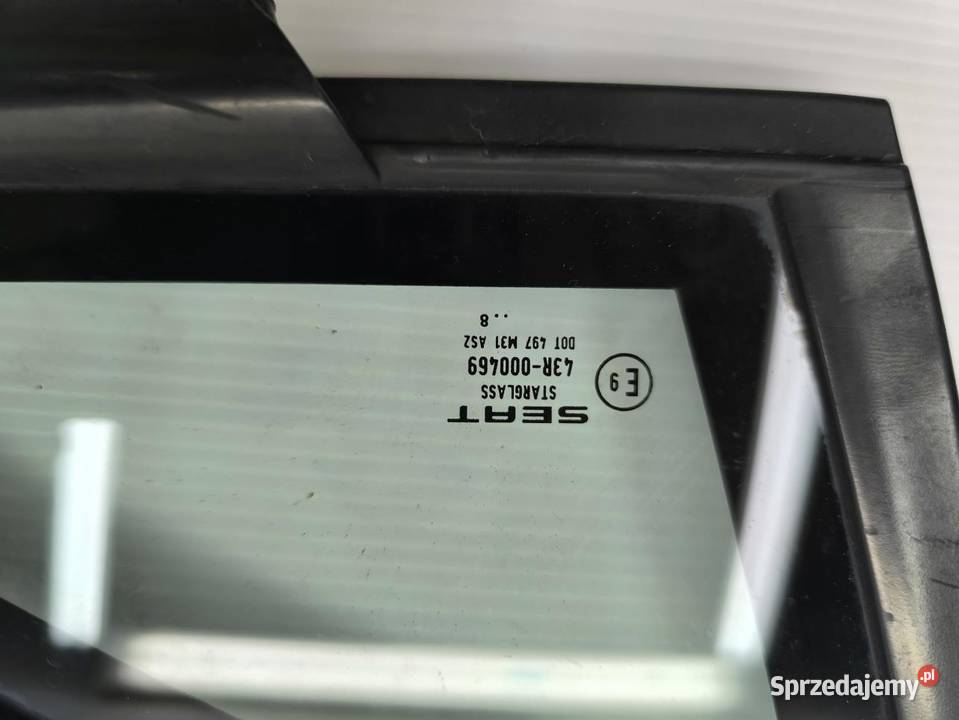 SEAT
STARGLASS
E9
43R-000469
DOT 497 M31 AS2
..8
Sprzedajemy.pl